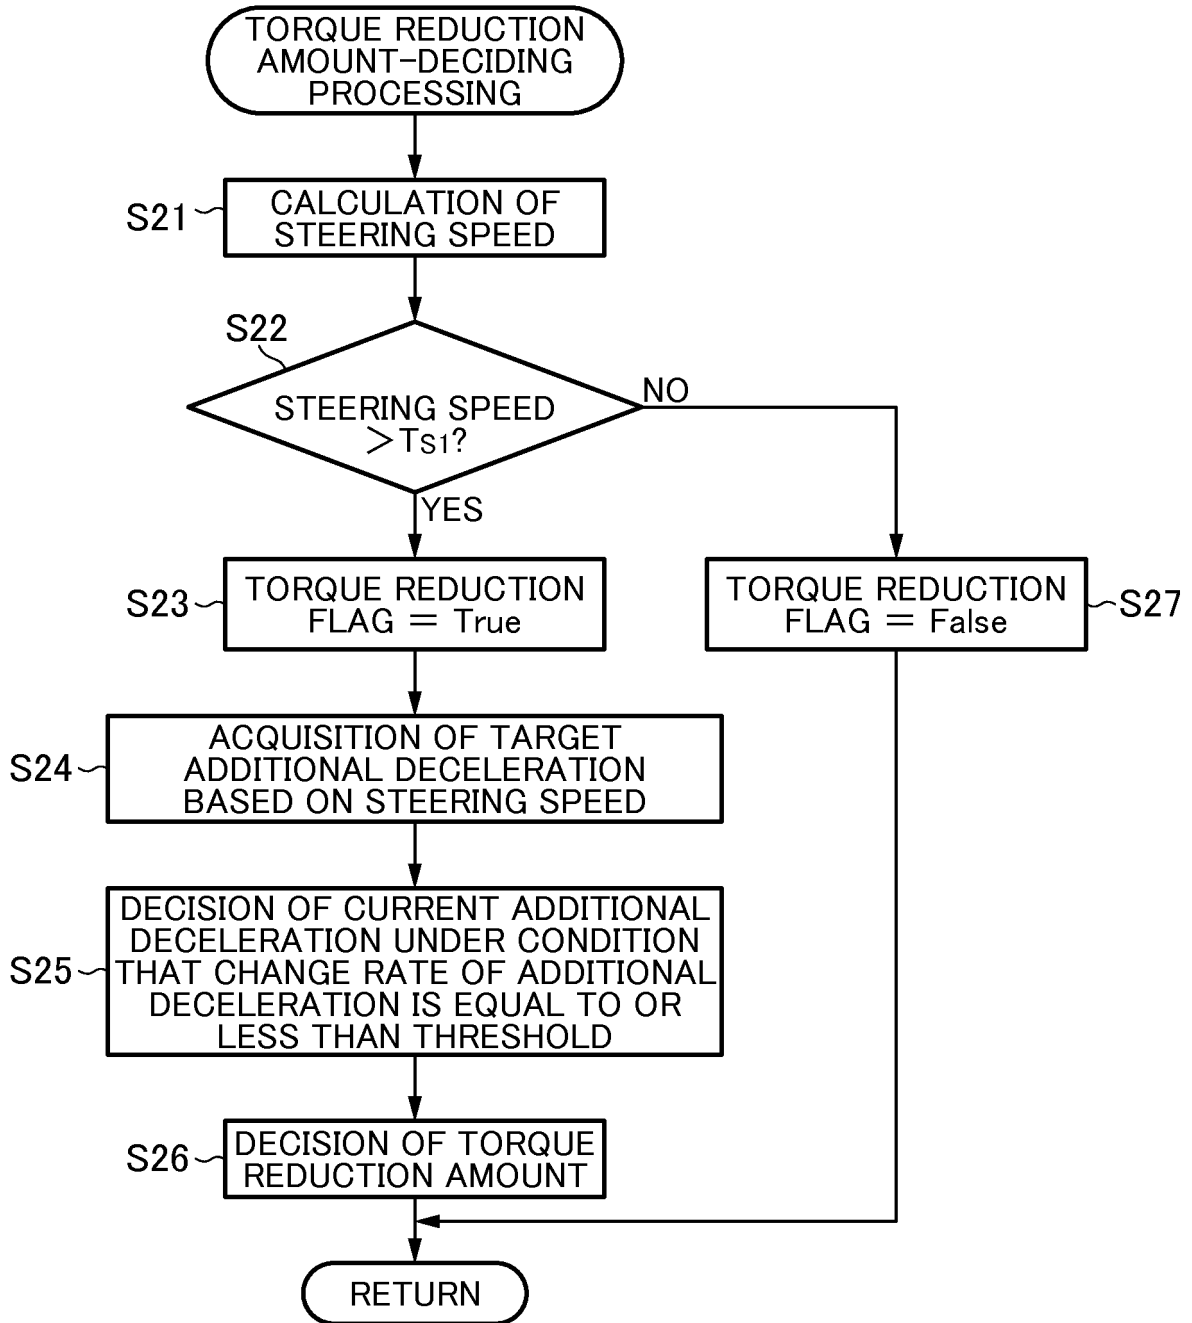 TORQUE REDUCTION
AMOUNT-DECIDING
PROCESSING
S21
CALCULATION OF
STEERING SPEED
S22
STEERING SPEED
>TS1?
NO
YES
S23
TORQUE REDUCTION
FLAG = True
TORQUE REDUCTION
FLAG = False
S27
S24
ACQUISITION OF TARGET
ADDITIONAL DECELERATION
BASED ON STEERING SPEED
S25
DECISION OF CURRENT ADDITIONAL
DECELERATION UNDER CONDITION
THAT CHANGE RATE OF ADDITIONAL
DECELERATION IS EQUAL TO OR
LESS THAN THRESHOLD
S26
DECISION OF TORQUE
REDUCTION AMOUNT
RETURN